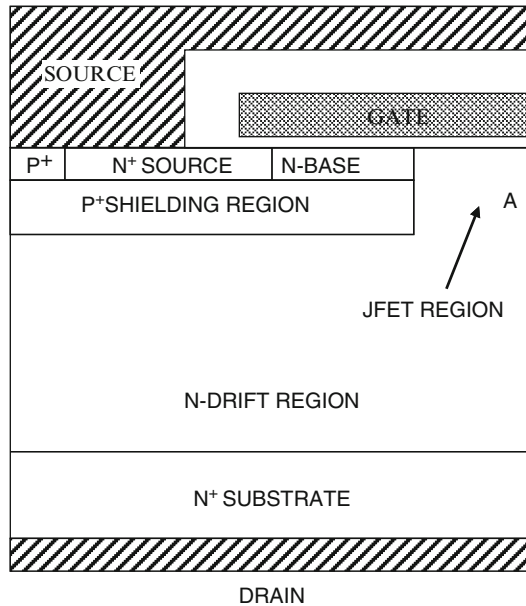 SOURCE
GATE
P+ N+ SOURCE N-BASE
P+SHIELDING REGION
A
JFET REGION
N-DRIFT REGION
N+ SUBSTRATE
DRAIN